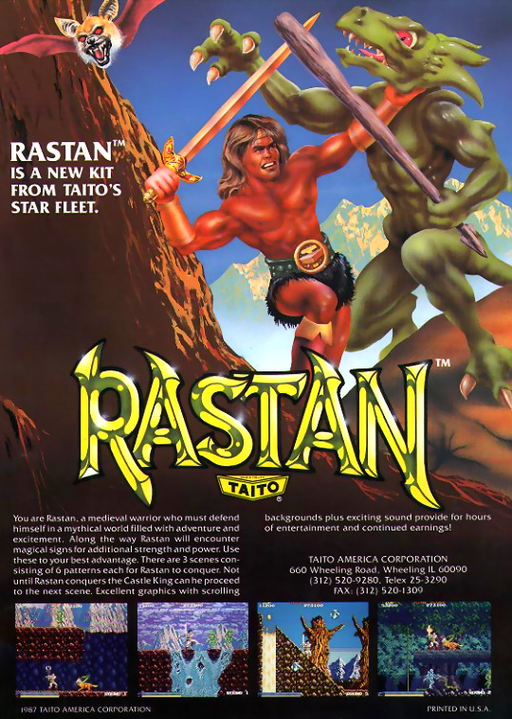 RASTAN™
IS A NEW KIT
FROM TAITO'S
STAR FLEET.
RASTAN™
TAITO®
You are Rastan, a medieval warrior who must defend
himself in a mythical world filled with adventure and
excitement. Along the way Rastan will encounter
magical signs for additional strength and power. Use
these to your best advantage. There are 3 scenes con-
sisting of 6 patterns each for Rastan to conquer. Not
until Rastan conquers the Castle King can he proceed
to the next scene. Excellent graphics with scrolling
backgrounds plus exciting sound provide for hours
of entertainment and continued earnings!
TAITO AMERICA CORPORATION
660 Wheeling Road, Wheeling IL 60090
(312) 520-9280, Telex 25-3290
FAX: (312) 520-1309
1987 TAITO AMERICA CORPORATION
PRINTED IN U.S.A.